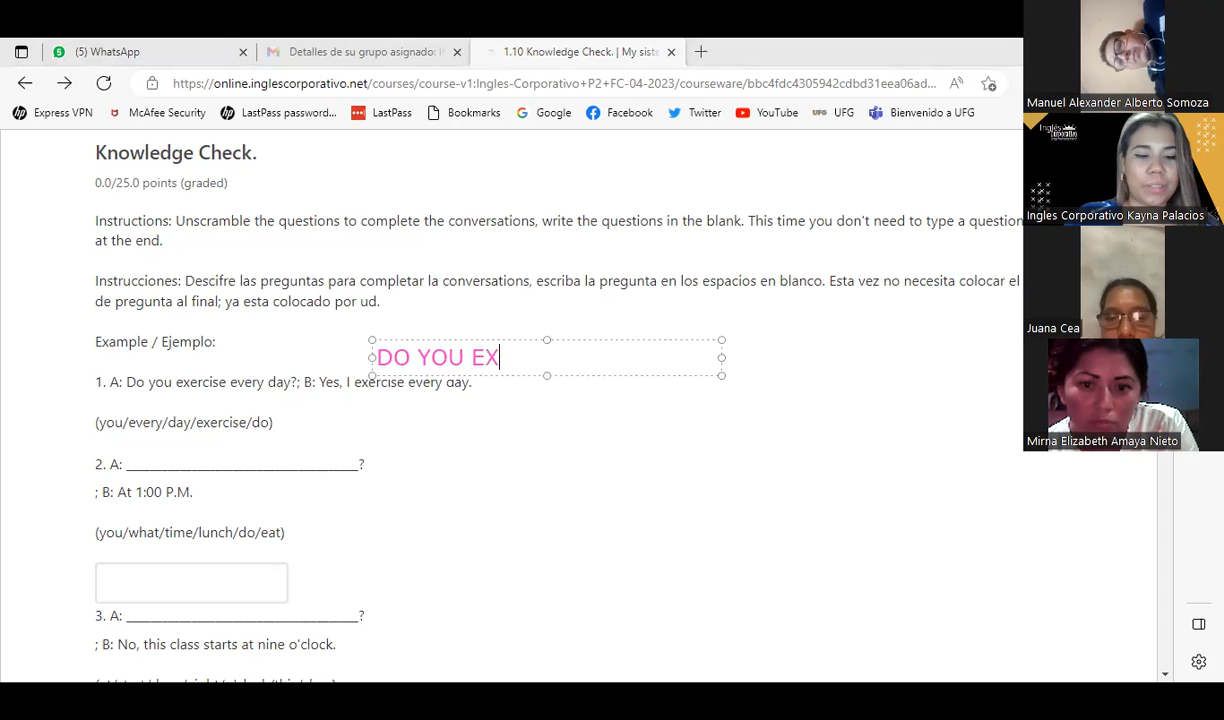 (5) WhatsApp
Detalles de su grupo asignado: I
1.10 Knowledge Check. | My siste
https://online.inglescorporativo.net/courses/course-v1:Ingles-Corporativo+P2+FC-04-2023/courseware/bbc4fdc4305942cdbd31eea06ad...
Express VPN
McAfee Security
LastPass password...
LastPass
Bookmarks
Google
Facebook
Twitter
YouTube
UFG
UFG
Bienvenido a UFG
Knowledge Check.
0.0/25.0 points (graded)
Instructions: Unscramble the questions to complete the conversations, write the questions in the blank. This time you don't need to type a question
at the end.
Instrucciones: Descifre las preguntas para completar la conversations, escriba la pregunta en los espacios en blanco. Esta vez no necesita colocar el
de pregunta al final; ya esta colocado por ud.
Example / Ejemplo:
DO YOU EX
1. A: Do you exercise every day?; B: Yes, I exercise every day.
(you/every/day/exercise/do)
2. A: ___________________________________?
; B: At 1:00 P.M.
(you/what/time/lunch/do/eat)
3. A: ___________________________________?
; B: No, this class starts at nine o'clock.
Manuel Alexander Alberto Somoza
Inglés
Corporativo
Ingles Corporativo Kayna Palacios
Juana Cea
Mirna Elizabeth Amaya Nieto